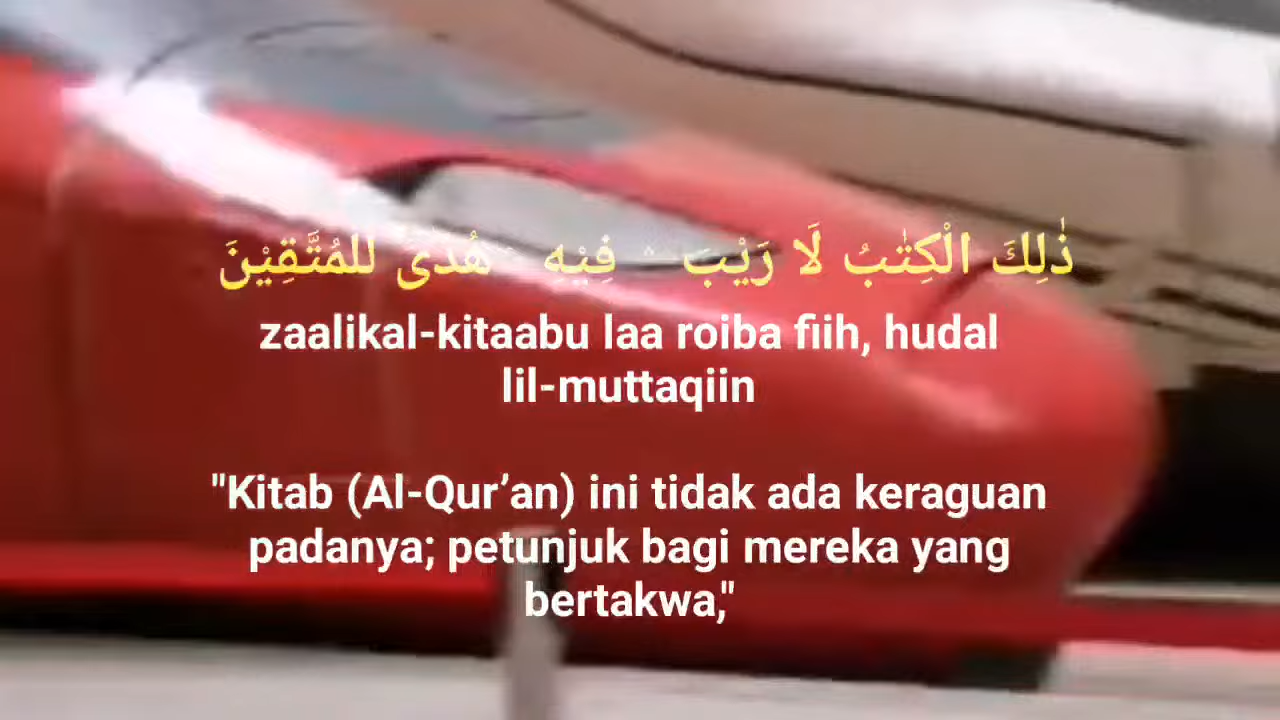 ذٰلِكَ الْكِتٰبُ لَا رَيْبَ ۛ فِيْهِ ۛ هُدًى لِّلْمُتَّقِيْنَ
zaalikal-kitaabu laa roiba fiih, hudal
lil-muttaqiin
"Kitab (Al-Qur’an) ini tidak ada keraguan
padanya; petunjuk bagi mereka yang
bertakwa,"